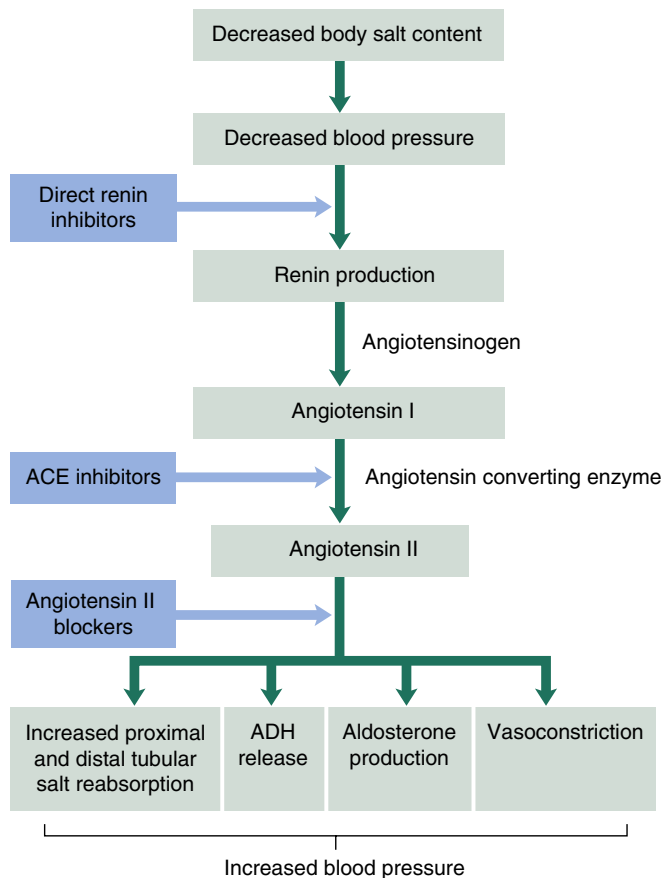 Decreased body salt content
Decreased blood pressure
Direct renin
inhibitors
Renin production
Angiotensinogen
Angiotensin I
ACE inhibitors
Angiotensin converting enzyme
Angiotensin II
Angiotensin II
blockers
Increased proximal
and distal tubular
salt reabsorption
ADH
release
Aldosterone
production
Vasoconstriction
Increased blood pressure